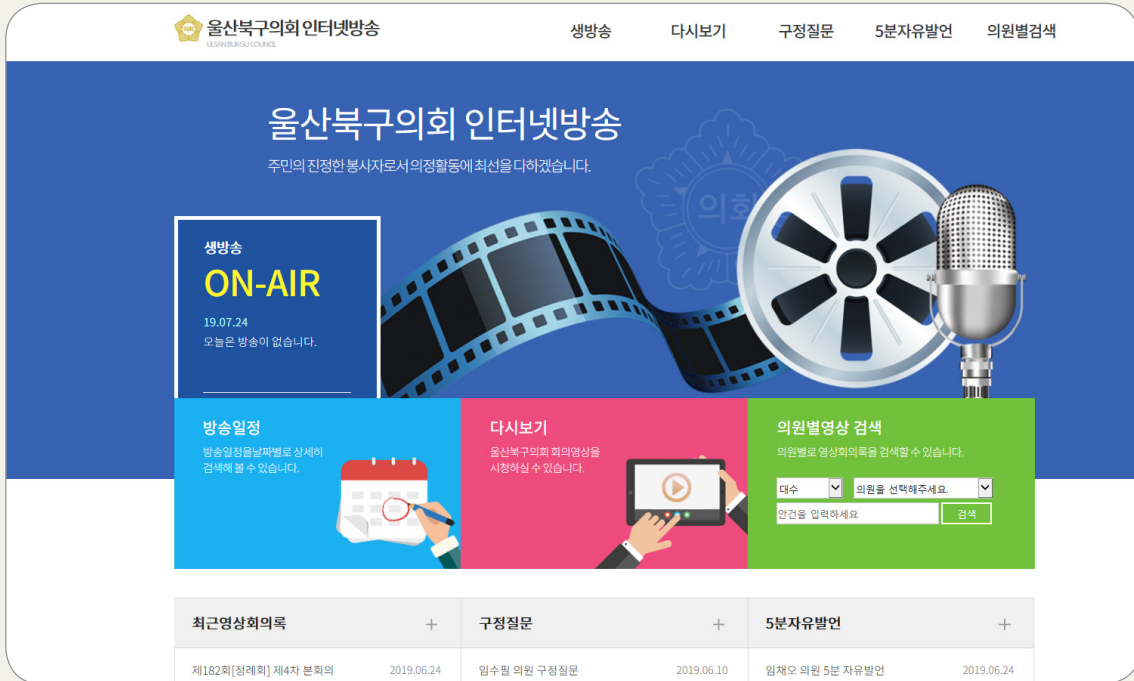 울산북구의회 인터넷방송
ULSAN BUKGU COUNCIL
생방송 다시보기 구정질문 5분자유발언 의원별검색
울산북구의회 인터넷방송
주민의 진정한 봉사자로서 의정활동에 최선을 다하겠습니다.
의회
생방송
ON-AIR
19.07.24
오늘은 방송이 없습니다.
방송일정
방송일정을날짜별로 상세히
검색해 볼 수 있습니다.
다시보기
울산북구의회 회의영상을
시청하실 수 있습니다.
의원별영상 검색
의원별로 영상회의록을 검색할 수 있습니다.
대수 의원을 선택해주세요.
안건을 입력하세요 검색
최근영상회의록 +
제182회[정례회] 제4차 본회의 2019.06.24
구정질문 +
임수필 의원 구정질문 2019.06.10
5분자유발언 +
임채오 의원 5분 자유발언 2019.06.24